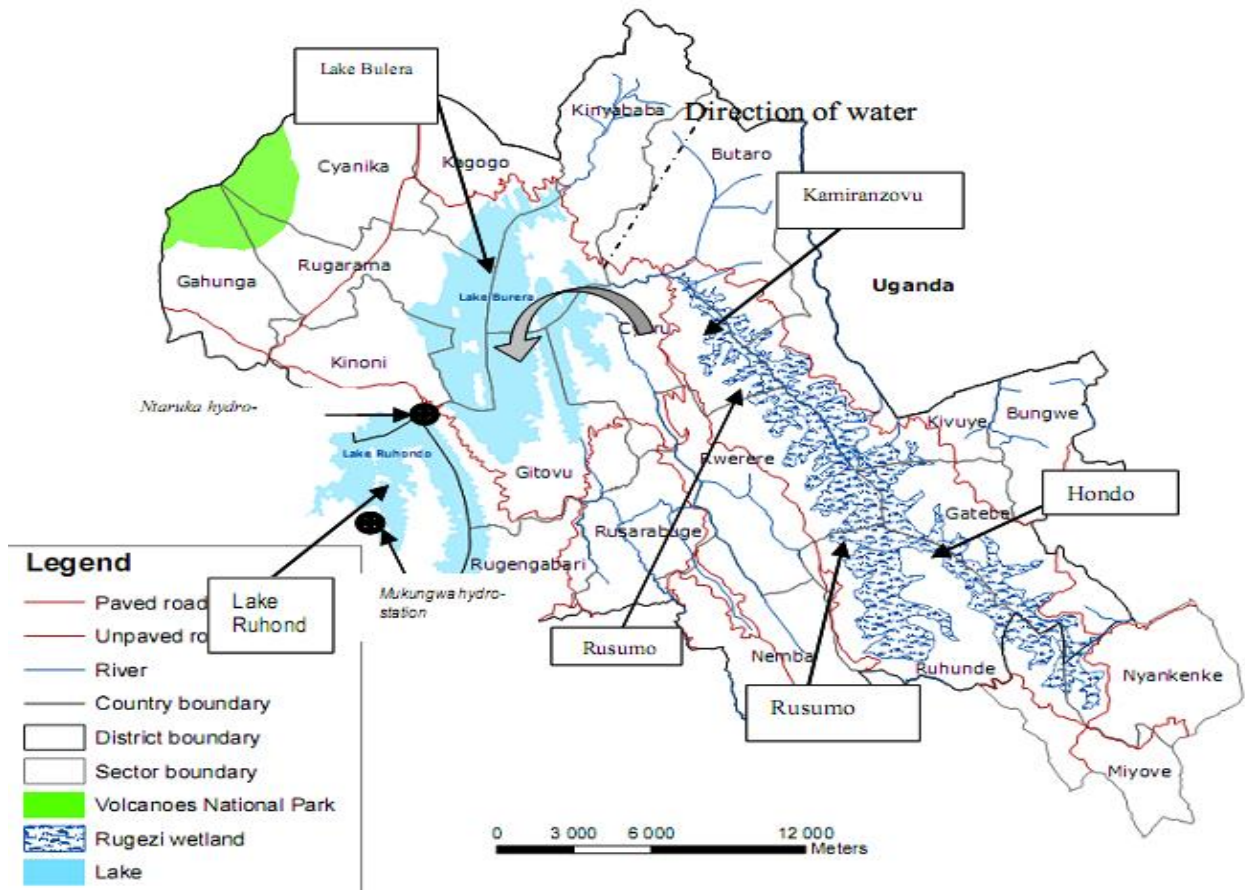 Lake Bulera
Kinyababa
Direction of water
Cyanika
Kagogo
Butaro
Kamiranzovu
Rugarama
Gahunga
Uganda
Lake Burera
Kinoni
Ntaruka hydro-
Kivuye
Bungwe
Lake Ruhondo
Gitovu
Rwerere
Hondo
Gatebe
Rusarabuge
Rugengabari
Legend
Paved road
Mukungwa hydro-
station
Lake
Ruhond
Unpaved ro
Rusumo
Nemba
Ruhunde
Nyankenke
River
Rusumo
Country boundary
District boundary
Sector boundary
Miyove
Volcanoes National Park
Rugezi wetland
0 3 000 6 000 12 000
Meters
Lake